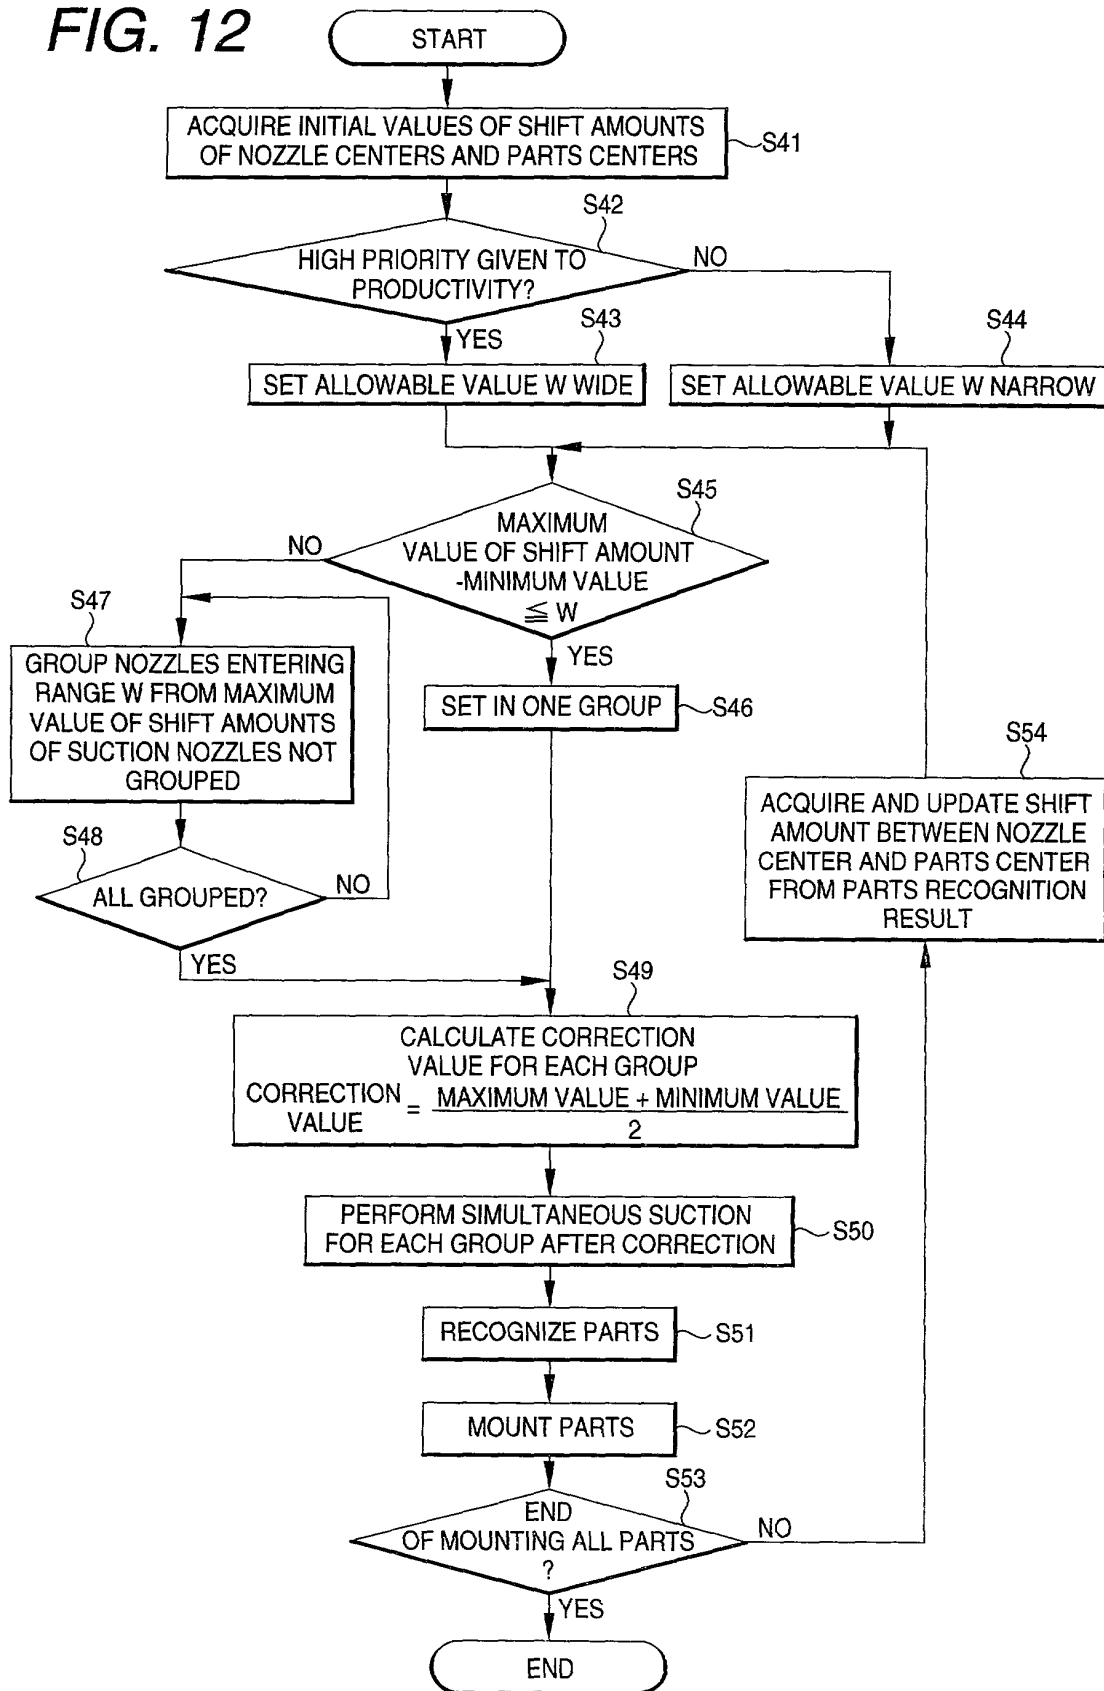 FIG. 12
START
ACQUIRE INITIAL VALUES OF SHIFT AMOUNTS
OF NOZZLE CENTERS AND PARTS CENTERS
S41
S42
HIGH PRIORITY GIVEN TO
PRODUCTIVITY?
NO
YES
S43
SET ALLOWABLE VALUE W WIDE
S44
SET ALLOWABLE VALUE W NARROW
S45
MAXIMUM
VALUE OF SHIFT AMOUNT
-MINIMUM VALUE
≦ W
NO
YES
S46
SET IN ONE GROUP
S47
GROUP NOZZLES ENTERING
RANGE W FROM MAXIMUM
VALUE OF SHIFT AMOUNTS
OF SUCTION NOZZLES NOT
GROUPED
S48
ALL GROUPED?
NO
YES
S54
ACQUIRE AND UPDATE SHIFT
AMOUNT BETWEEN NOZZLE
CENTER AND PARTS CENTER
FROM PARTS RECOGNITION
RESULT
S49
CALCULATE CORRECTION
VALUE FOR EACH GROUP
CORRECTION
VALUE
=
MAXIMUM VALUE + MINIMUM VALUE
2
PERFORM SIMULTANEOUS SUCTION
FOR EACH GROUP AFTER CORRECTION
S50
RECOGNIZE PARTS
S51
MOUNT PARTS
S52
S53
END
OF MOUNTING ALL PARTS
?
NO
YES
END